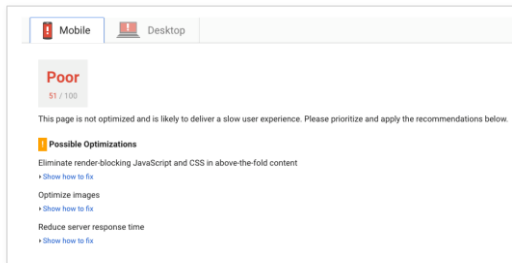 Mobile
Desktop
Poor
51 / 100
This page is not optimized and is likely to deliver a slow user experience. Please prioritize and apply the recommendations below.
! Possible Optimizations
Eliminate render-blocking JavaScript and CSS in above-the-fold content
Show how to fix
Optimize images
Show how to fix
Reduce server response time
Show how to fix